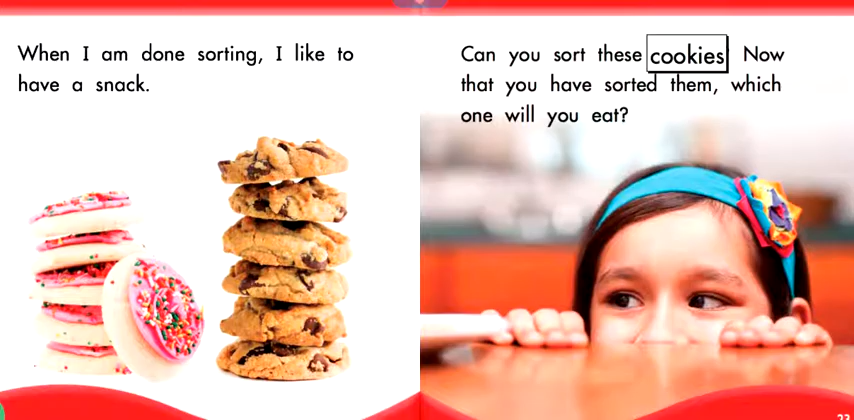 When I am done sorting, I like to
have a snack.
Can you sort these cookies Now
that you have sorted them, which
one will you eat?
23